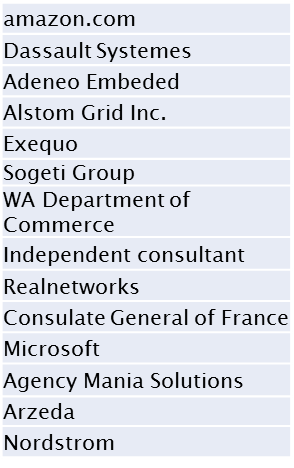 amazon.com
Dassault Systemes
Adeneo Embeded
Alstom Grid Inc.
Exequo
Sogeti Group
WA Department of
Commerce
Independent consultant
Realnetworks
Consulate General of France
Microsoft
Agency Mania Solutions
Arzeda
Nordstrom